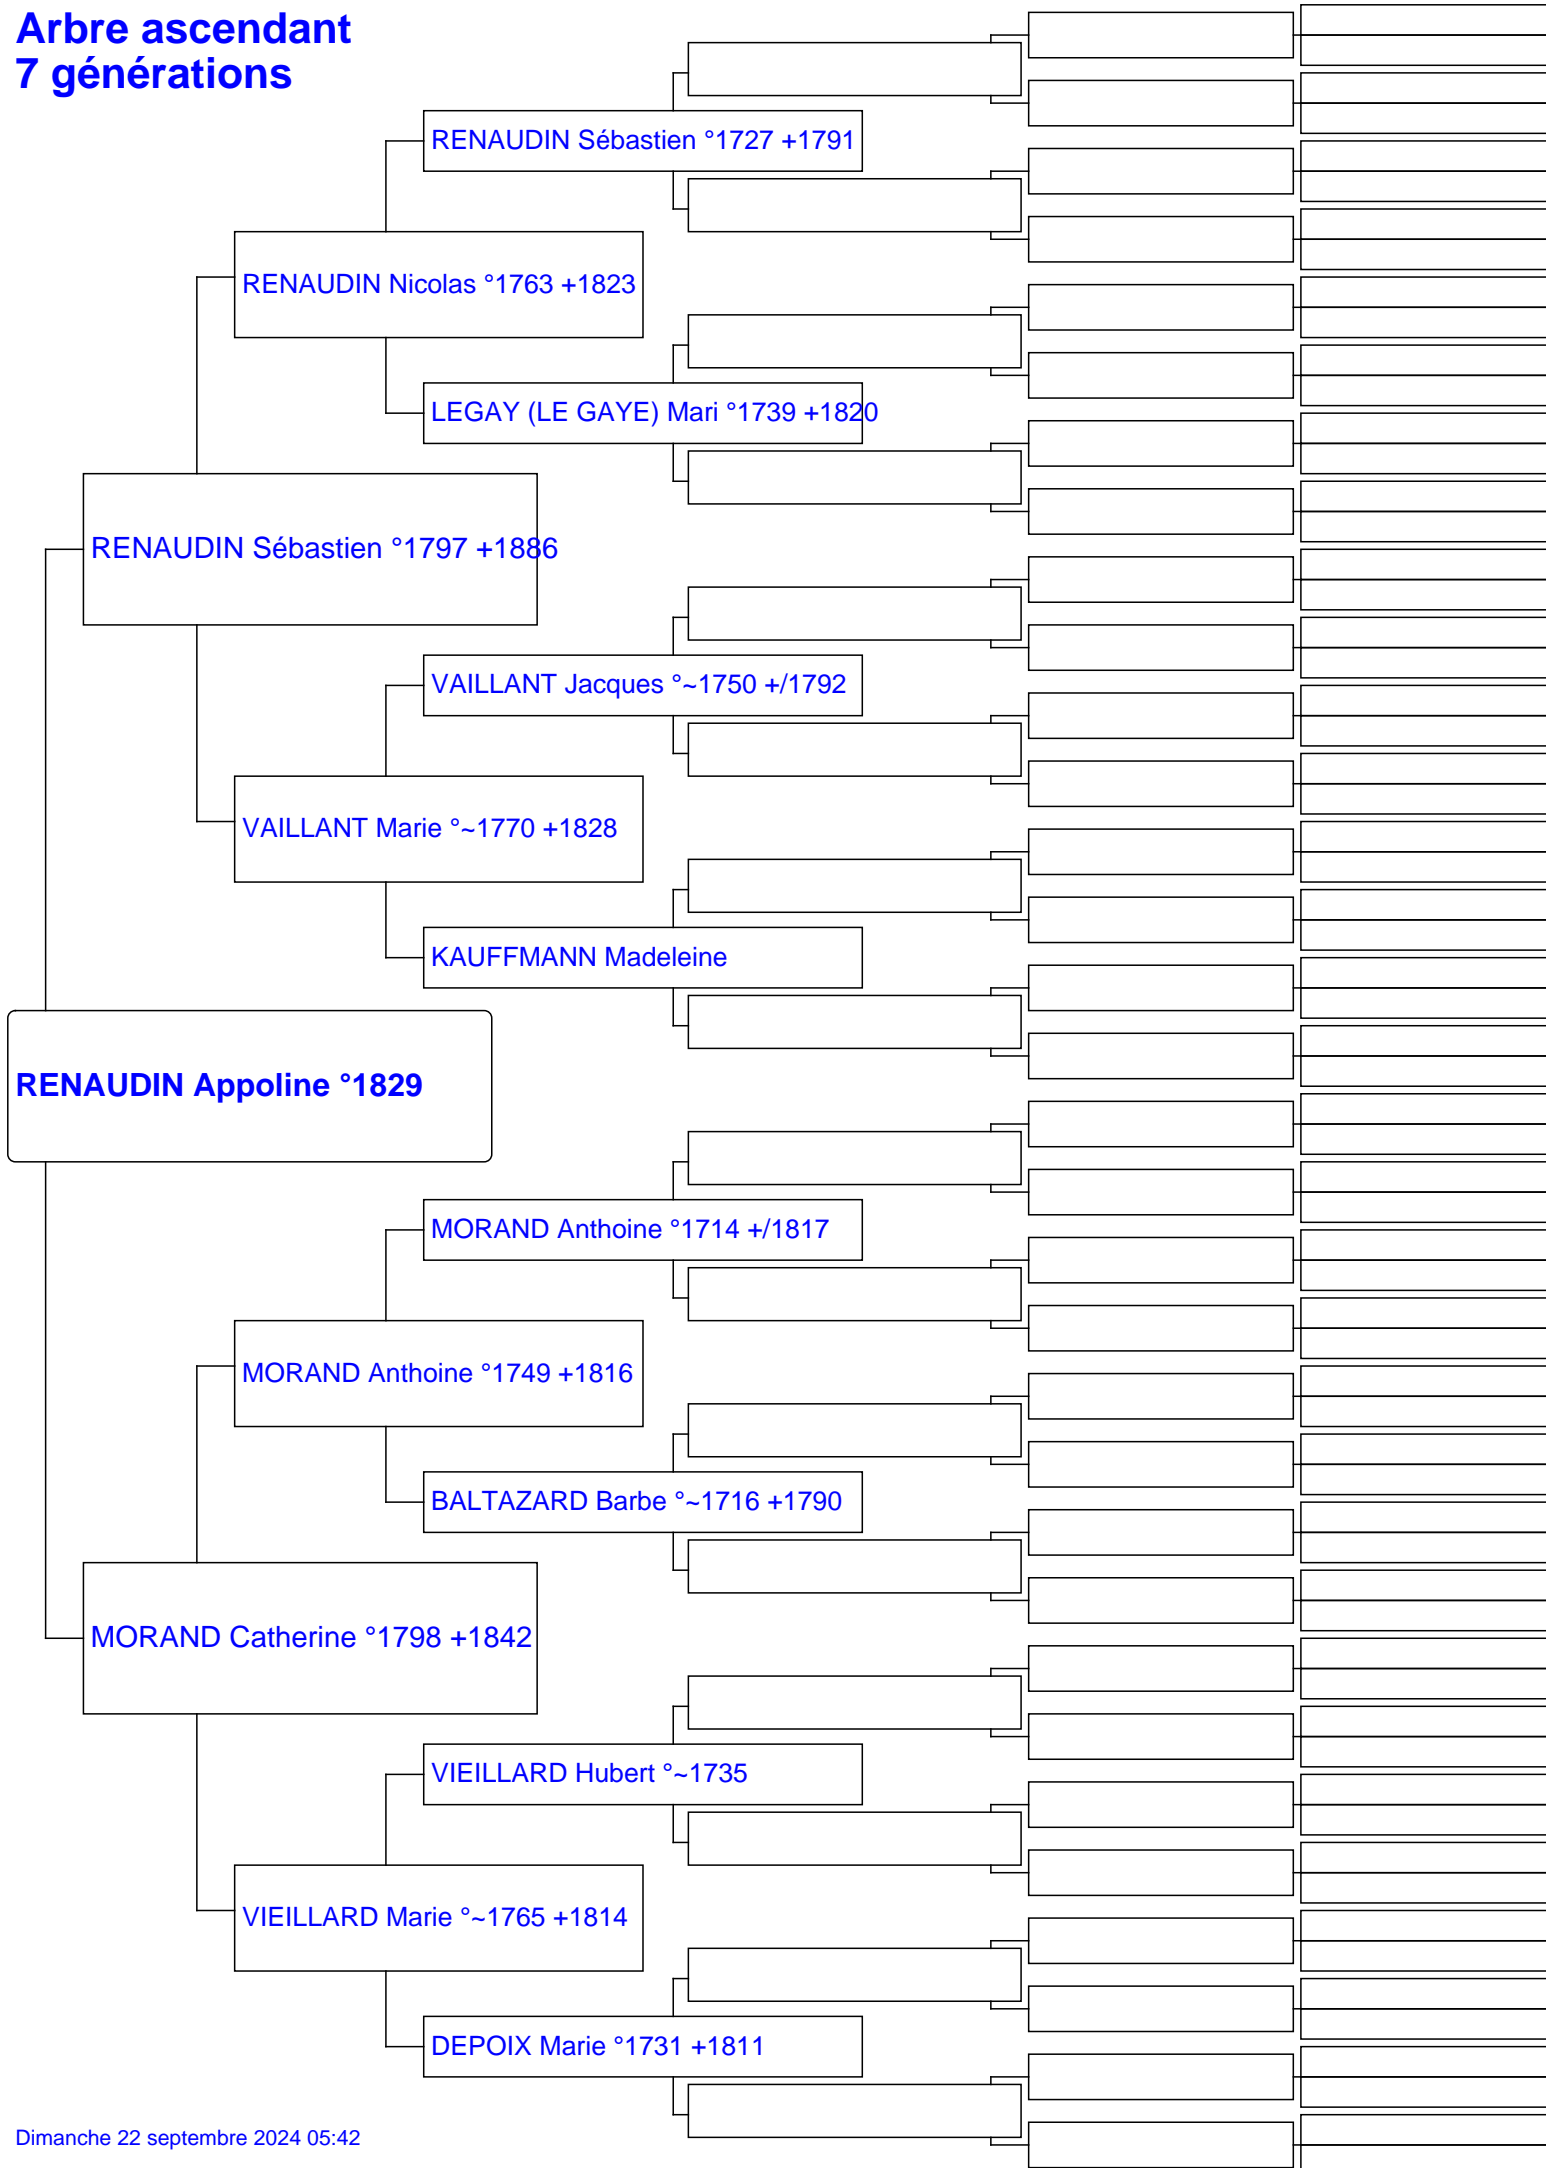 Arbre ascendant
7 générations
RENAUDIN Sébastien °1727 +1791
RENAUDIN Nicolas °1763 +1823
LEGAY (LE GAYE) Mari °1739 +1820
RENAUDIN Sébastien °1797 +1886
VAILLANT Jacques °~1750 +/1792
VAILLANT Marie °~1770 +1828
KAUFFMANN Madeleine
RENAUDIN Appoline °1829
MORAND Anthoine °1714 +/1817
MORAND Anthoine °1749 +1816
BALTAZARD Barbe °~1716 +1790
MORAND Catherine °1798 +1842
VIEILLARD Hubert °~1735
VIEILLARD Marie °~1765 +1814
DEPOIX Marie °1731 +1811
Dimanche 22 septembre 2024 05:42